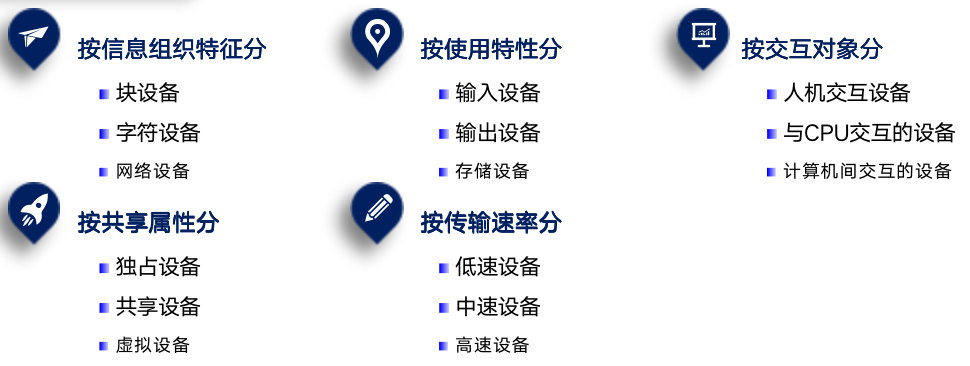 按信息组织特征分
块设备
字符设备
网络设备
按使用特性分
输入设备
输出设备
存储设备
按交互对象分
人机交互设备
与CPU交互的设备
计算机间交互的设备
按共享属性分
独占设备
共享设备
虚拟设备
按传输速率分
低速设备
中速设备
高速设备